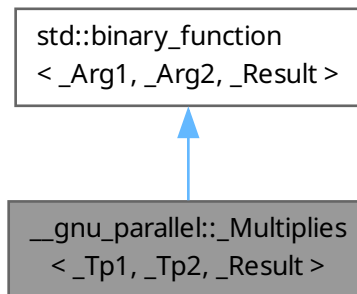 std::binary_function
< _Arg1, _Arg2, _Result >
__gnu_parallel::_Multiplies
< _Tp1, _Tp2, _Result >